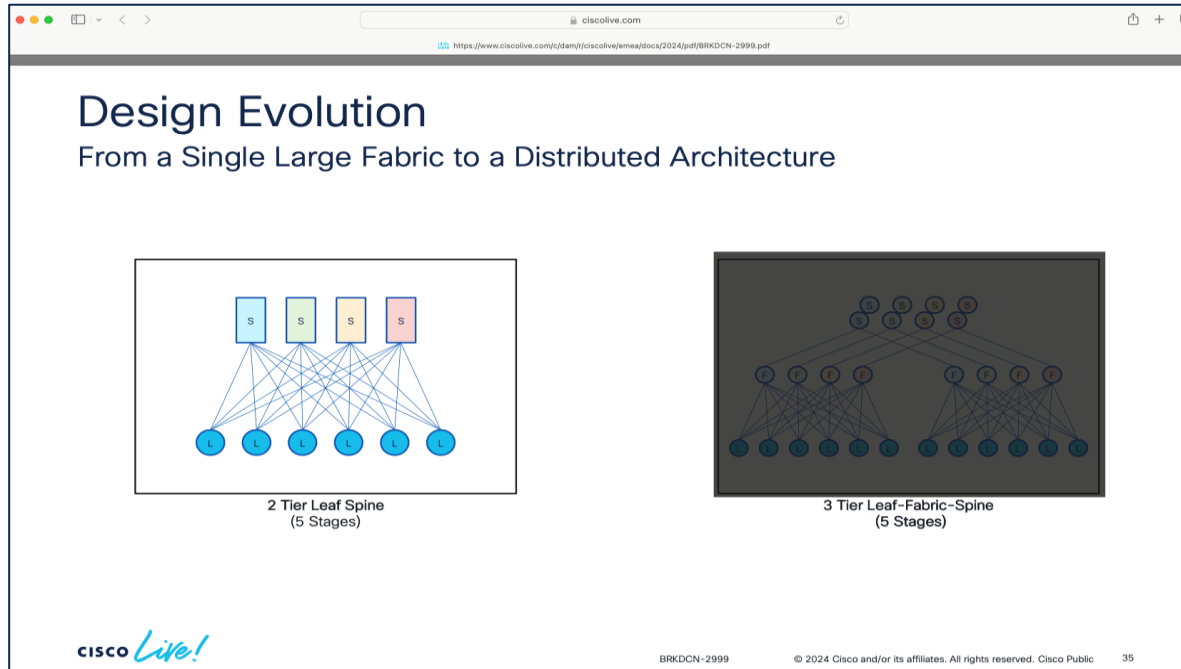 ciscolive.com
https://www.ciscolive.com/c/dam/r/ciscolive/emea/docs/2024/pdf/BRKDCN-2999.pdf
Design Evolution
From a Single Large Fabric to a Distributed Architecture
S S S S
L L L L L L
2 Tier Leaf Spine
(5 Stages)
S S S S
S S S S
F F F F F F F F
L L L L L L L L L L L L
3 Tier Leaf-Fabric-Spine
(5 Stages)
CISCO Live!
BRKDCN-2999
© 2024 Cisco and/or its affiliates. All rights reserved. Cisco Public
35